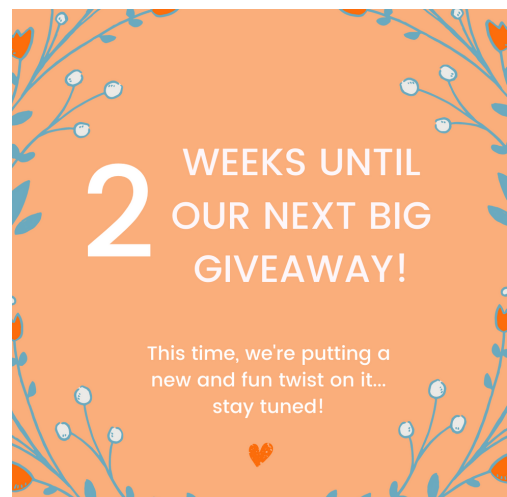 2
WEEKS UNTIL
OUR NEXT BIG
GIVEAWAY!
This time, we're putting a
new and fun twist on it...
stay tuned!